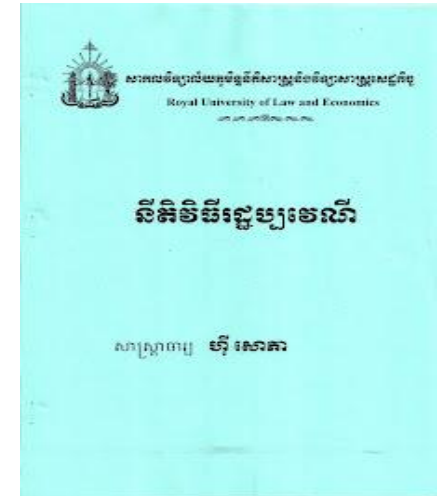 សាកលវិទ្យាល័យភូមិន្ទនីតិសាស្ត្រនិងវិទ្យាសាស្ត្រសេដ្ឋកិច្ច
Royal University of Law and Economics
នីតិវិធីរដ្ឋប្បវេណី
សាស្ត្រាចារ្យ ហ៊ី សោភា